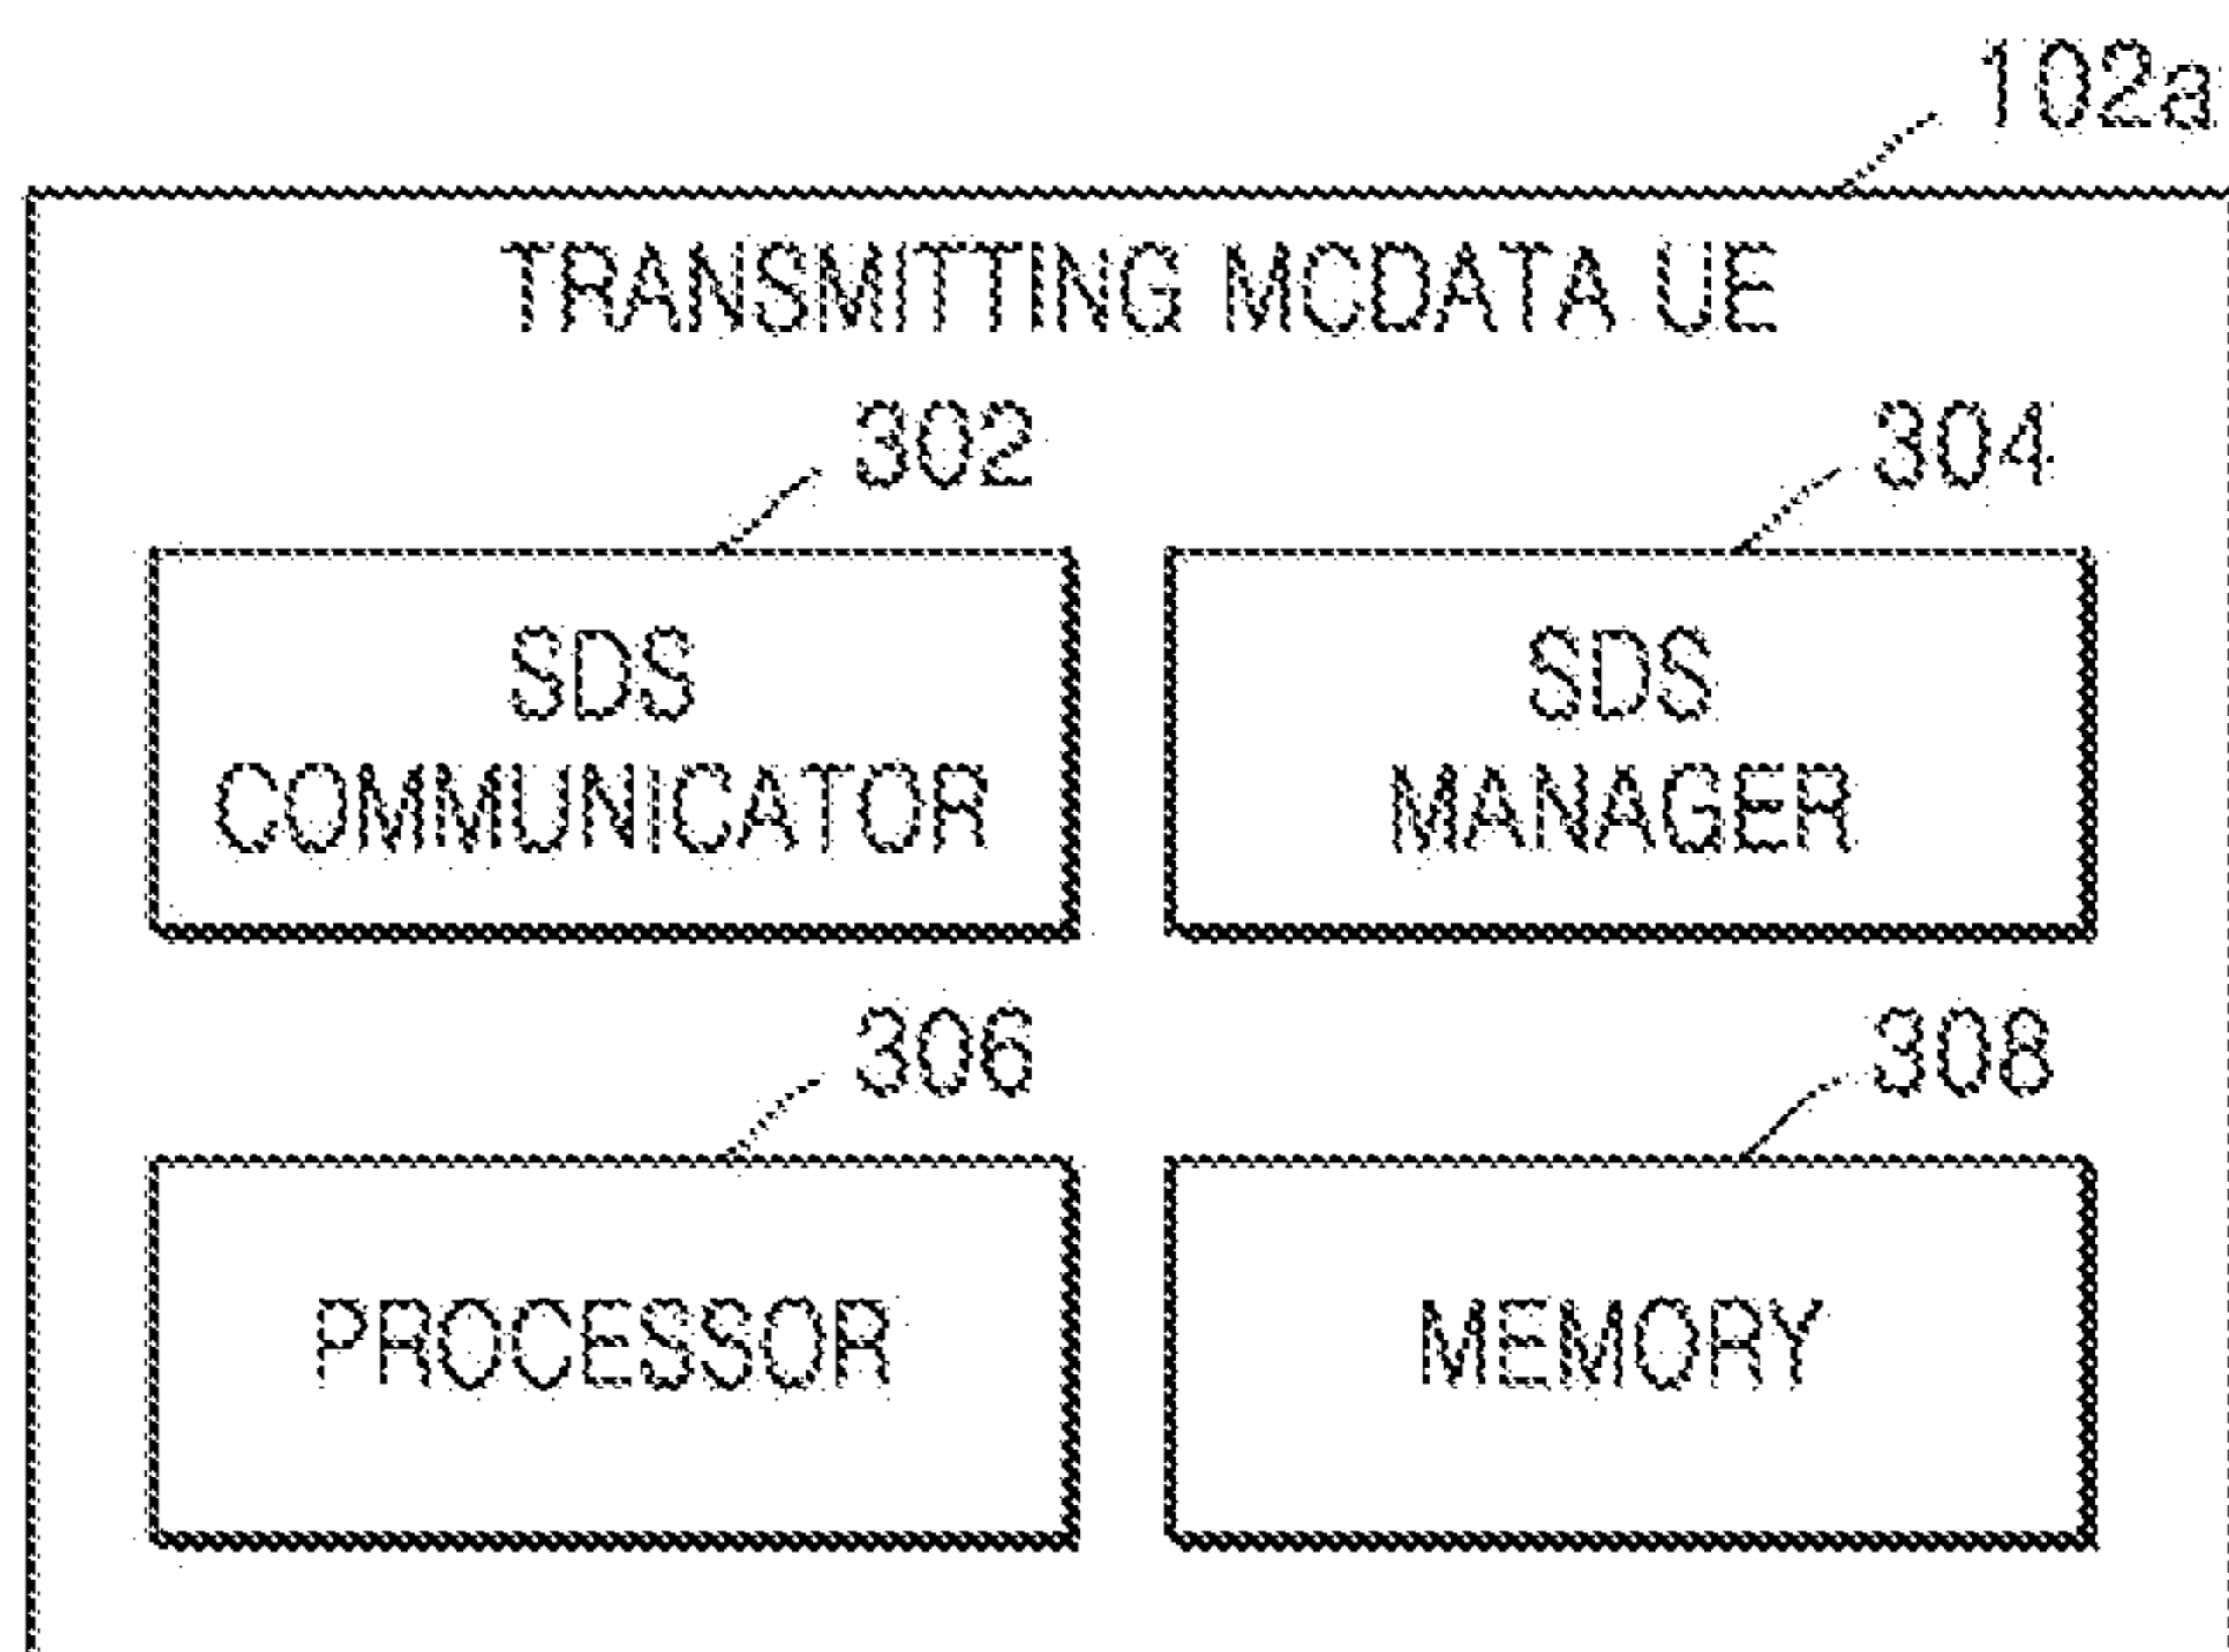 102a
TRANSMITTING MCDATA UE
302
304
SDS
COMMUNICATOR
SDS
MANAGER
306
308
PROCESSOR
MEMORY